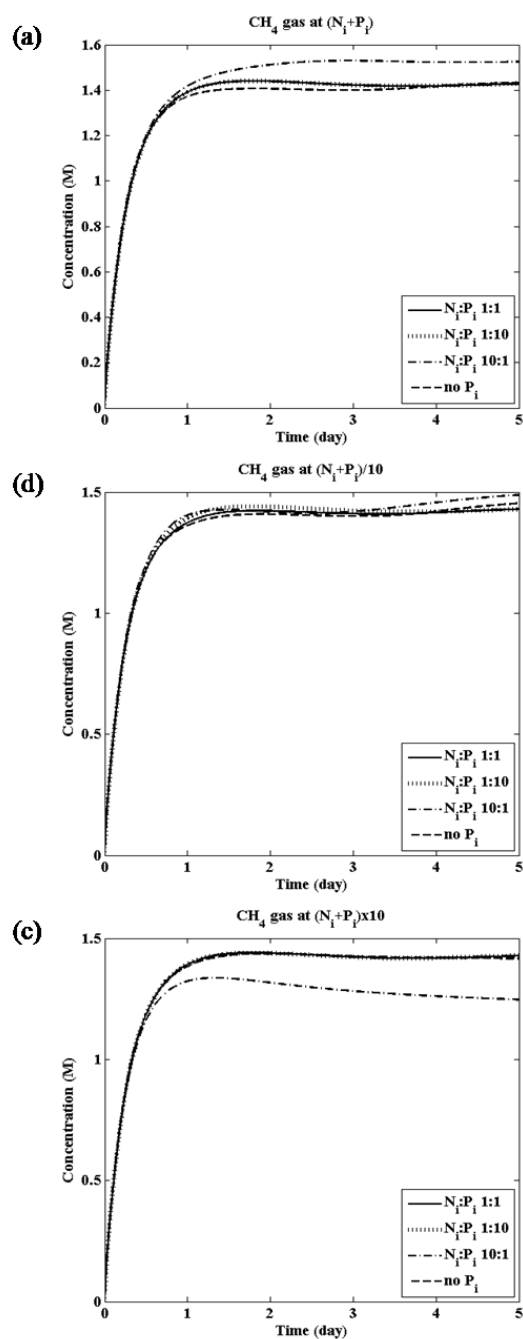 (a)
CH4 gas at (Ni+Pi)
1.6
1.4
1.2
1
0.8
0.6
0.4
0.2
0
Concentration (M)
Ni:Pi 1:1
Ni:Pi 1:10
Ni:Pi 10:1
no Pi
0 1 2 3 4 5
Time (day)
(d)
CH4 gas at (Ni+Pi)/10
1.5
1
0.5
0
Concentration (M)
Ni:Pi 1:1
Ni:Pi 1:10
Ni:Pi 10:1
no Pi
0 1 2 3 4 5
Time (day)
(c)
CH4 gas at (Ni+Pi)x10
1.5
1
0.5
0
Concentration (M)
Ni:Pi 1:1
Ni:Pi 1:10
Ni:Pi 10:1
no Pi
0 1 2 3 4 5
Time (day)